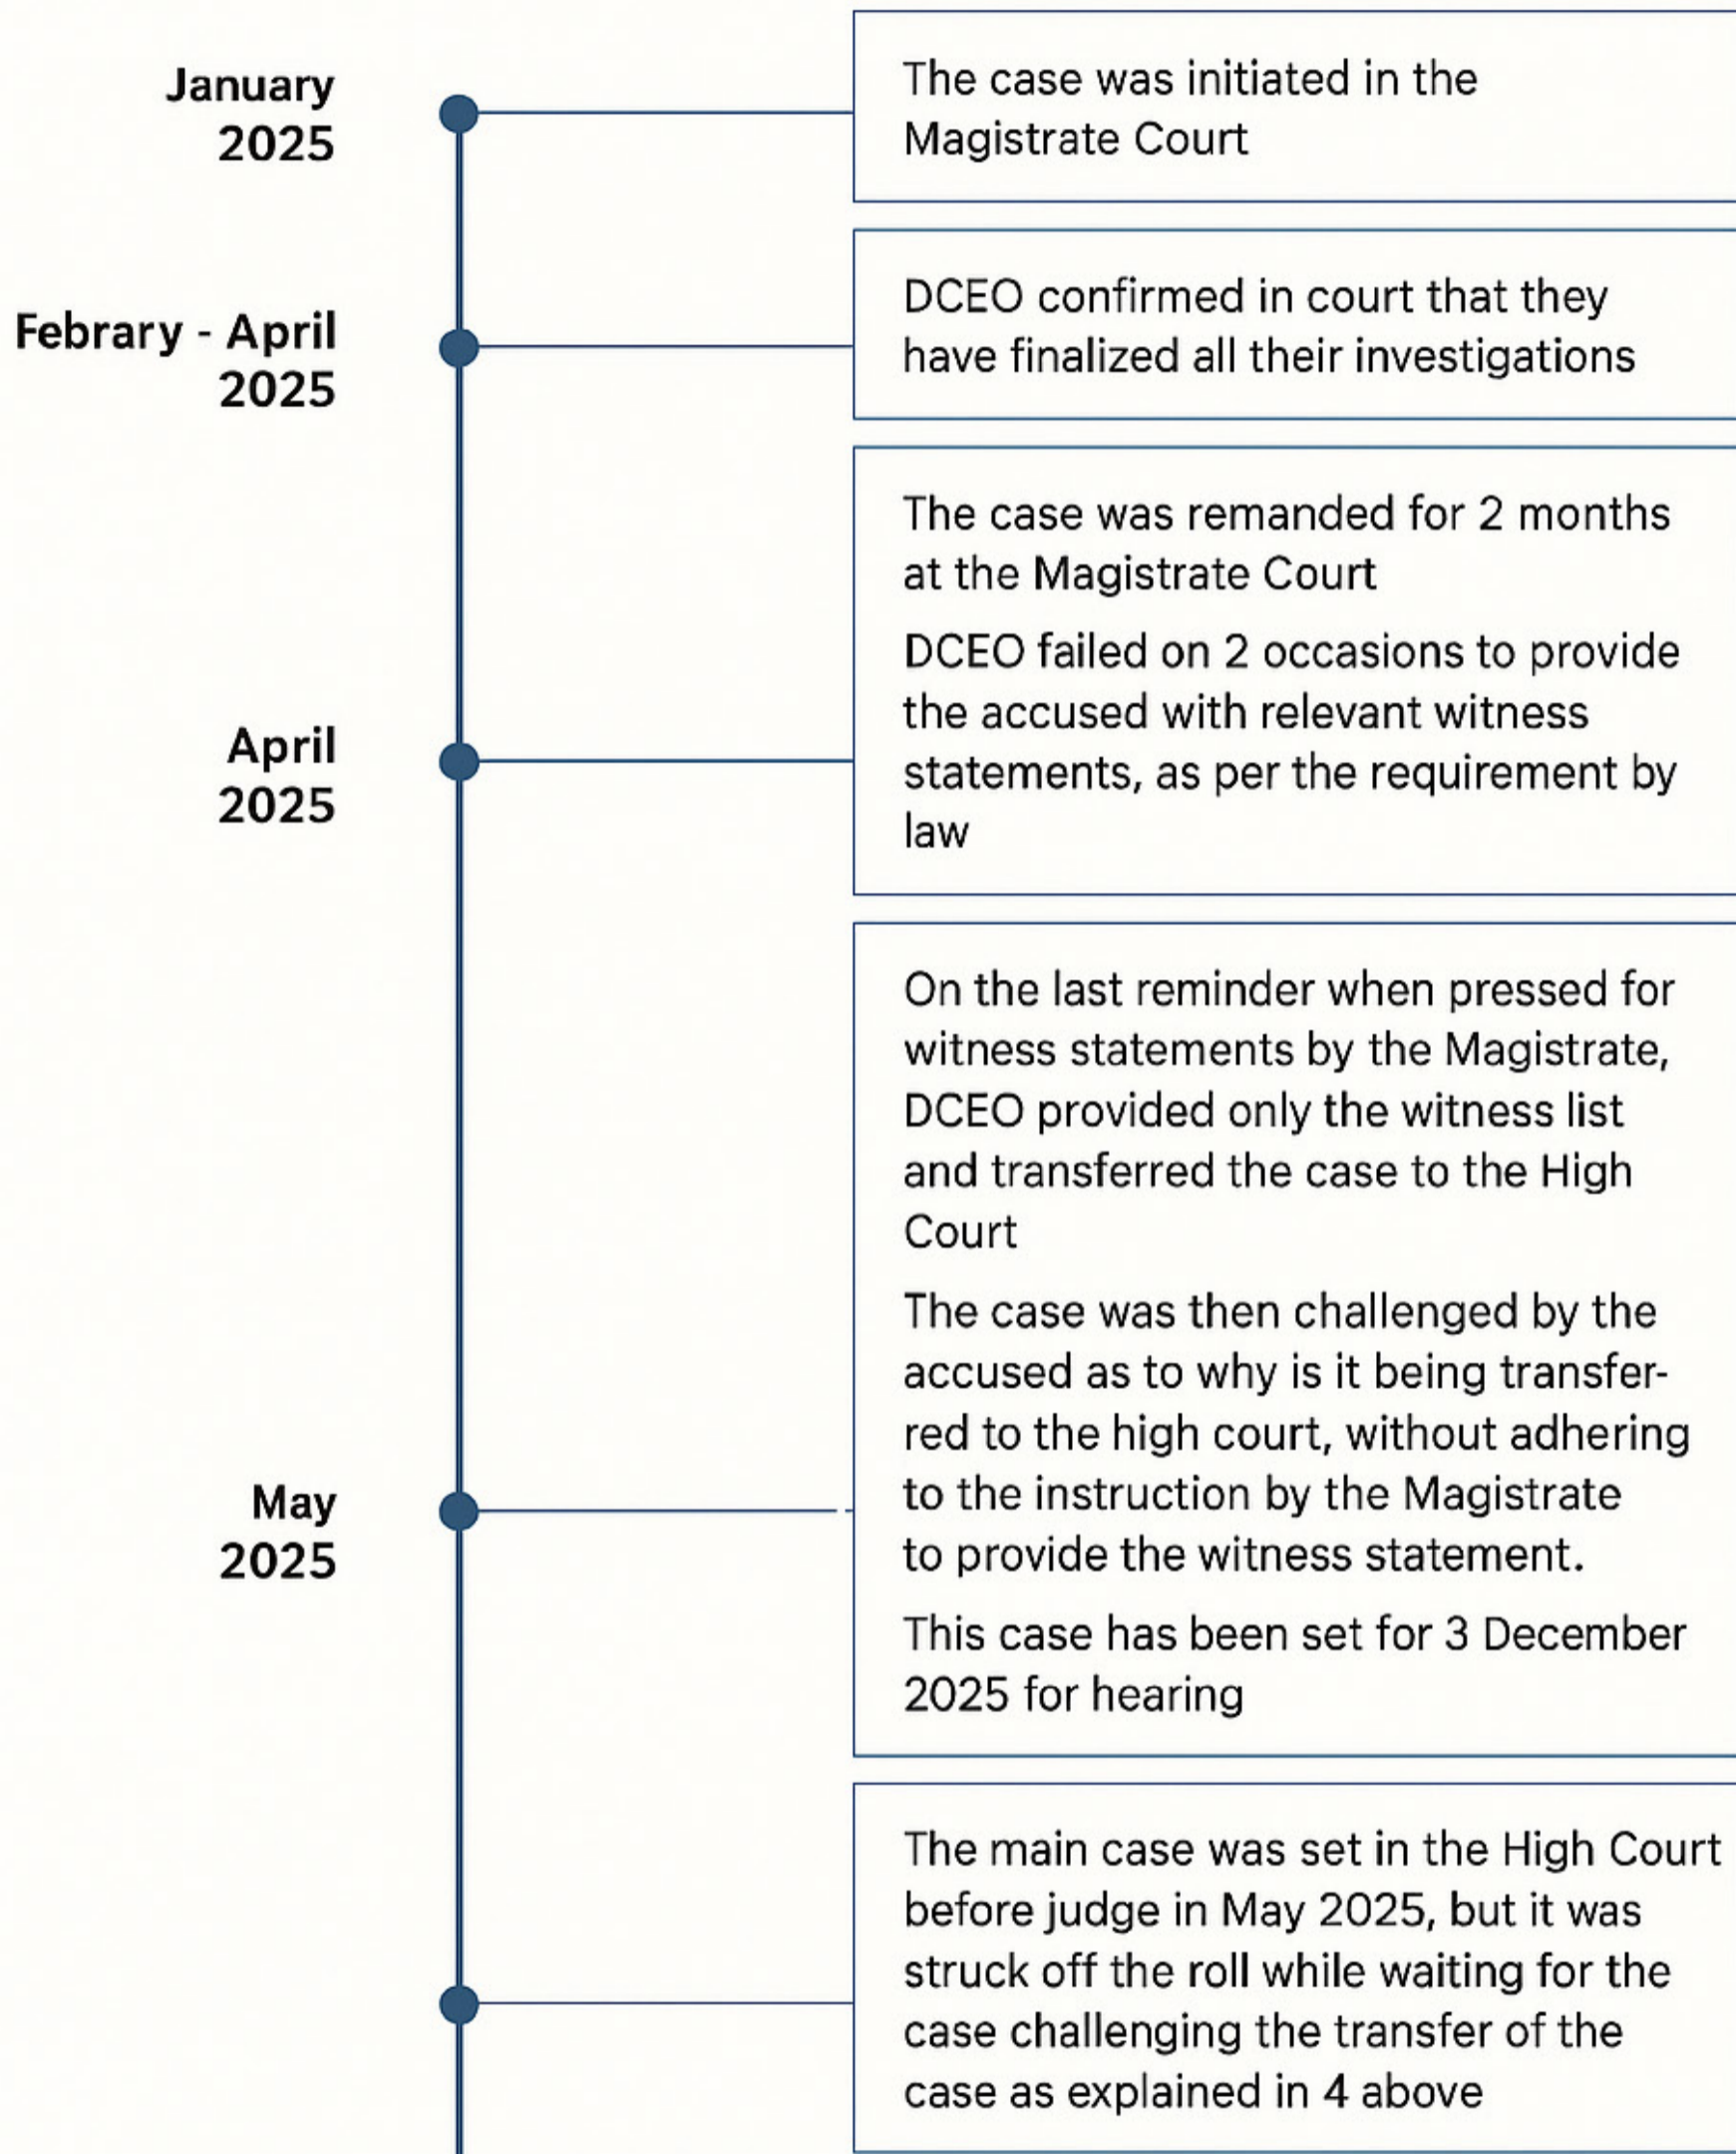 January
2025
The case was initiated in the
Magistrate Court
Febrary - April
2025
DCEO confirmed in court that they
have finalized all their investigations
April
2025
The case was remanded for 2 months
at the Magistrate Court
DCEO failed on 2 occasions to provide
the accused with relevant witness
statements, as per the requirement by
law
May
2025
On the last reminder when pressed for
witness statements by the Magistrate,
DCEO provided only the witness list
and transferred the case to the High
Court
The case was then challenged by the
accused as to why is it being transfer-
red to the high court, without adhering
to the instruction by the Magistrate
to provide the witness statement.
This case has been set for 3 December
2025 for hearing
The main case was set in the High Court
before judge in May 2025, but it was
struck off the roll while waiting for the
case challenging the transfer of the
case as explained in 4 above